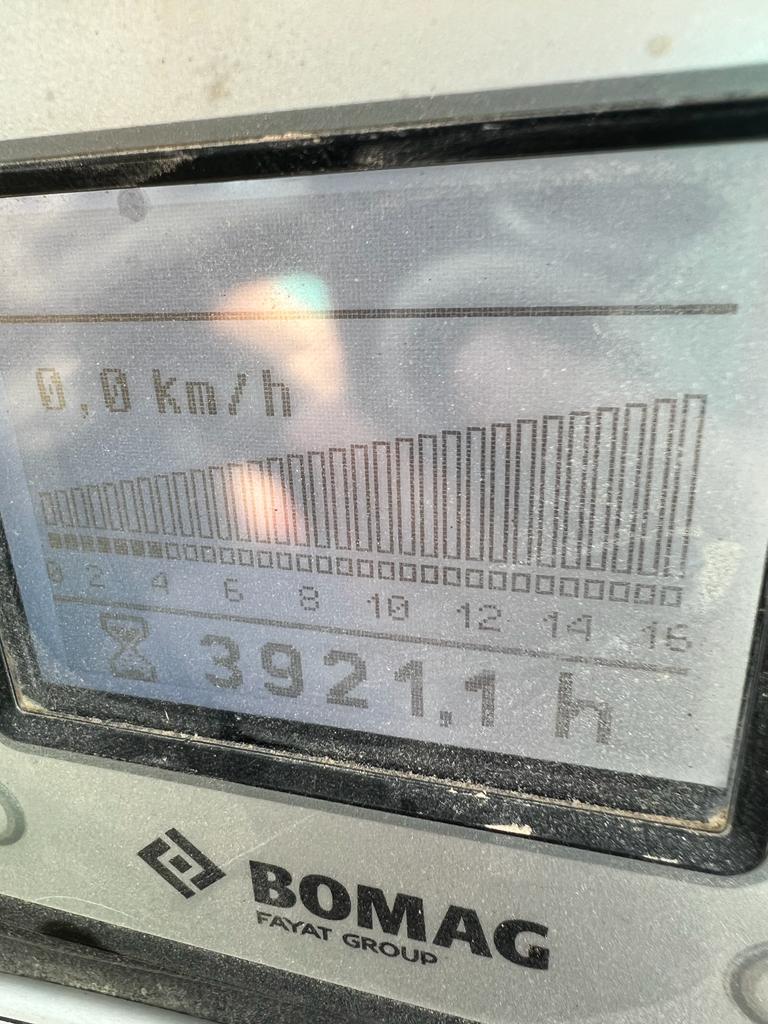 0,0 km/h
0 2 4 6 8 10 12 14 16
3921.1 h
BOMAG
FAYAT GROUP